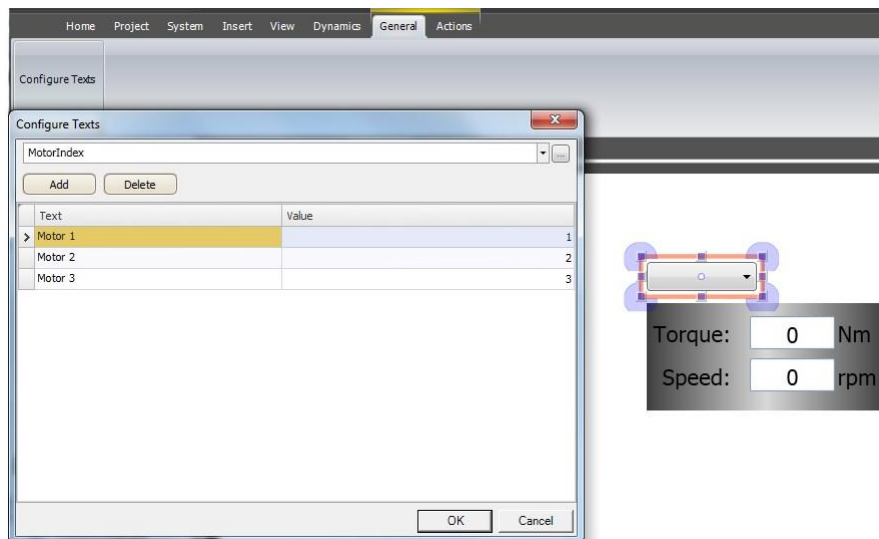 Home Project System Insert View Dynamics General Actions
Configure Texts
Configure Texts
MotorIndex
...
Add Delete
Text Value
Motor 1 1
Motor 2 2
Motor 3 3
OK Cancel
Torque: 0 Nm
Speed: 0 rpm